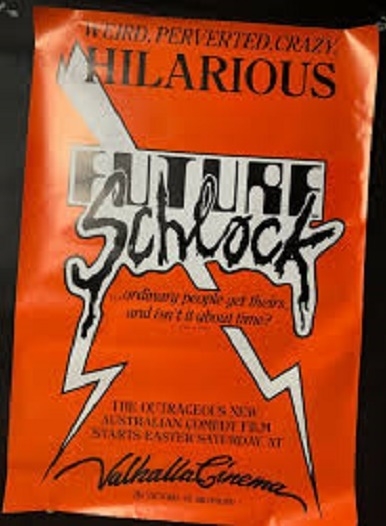 WEIRD, PERVERTED, CRAZY,
HILARIOUS
FUTURE
Schlock
...ordinary people get theirs,
and isn't it about time?
THE OUTRAGEOUS NEW
AUSTRALIAN COMEDY FILM
STARTS EASTER SATURDAY AT
Valhalla Cinema